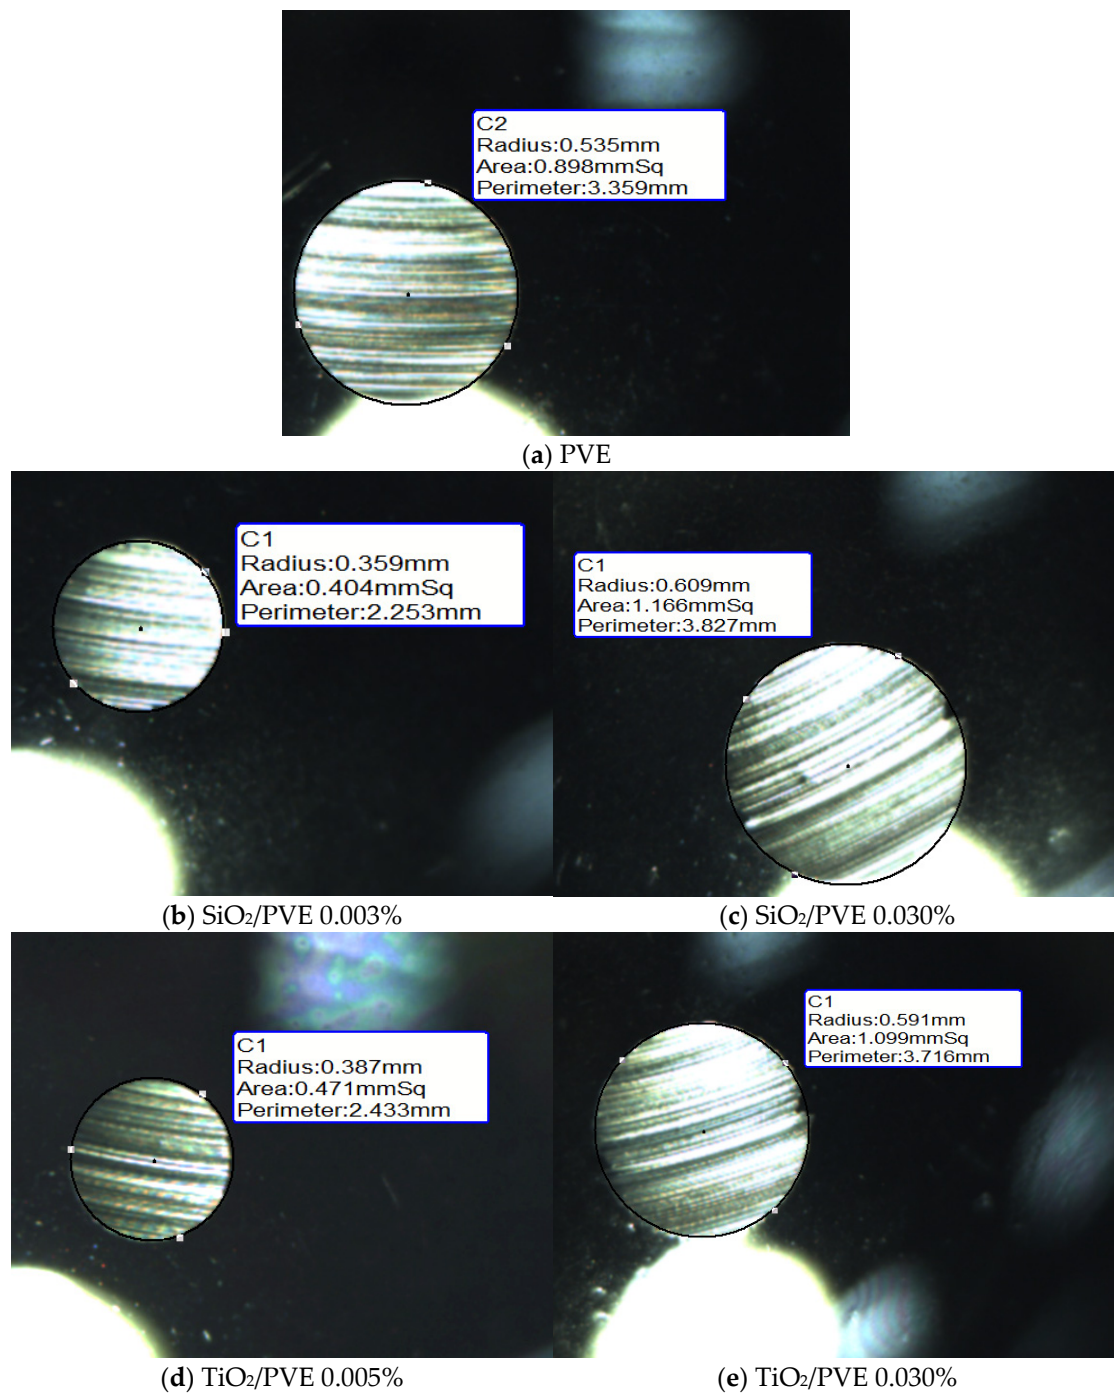 C2
Radius:0.535mm
Area:0.898mmSq
Perimeter:3.359mm
(a) PVE
C1
Radius:0.359mm
Area:0.404mmSq
Perimeter:2.253mm
C1
Radius:0.609mm
Area:1.166mmSq
Perimeter:3.827mm
(b) SiO₂/PVE 0.003%
(c) SiO₂/PVE 0.030%
C1
Radius:0.387mm
Area:0.471mmSq
Perimeter:2.433mm
C1
Radius:0.591mm
Area:1.099mmSq
Perimeter:3.716mm
(d) TiO₂/PVE 0.005%
(e) TiO₂/PVE 0.030%